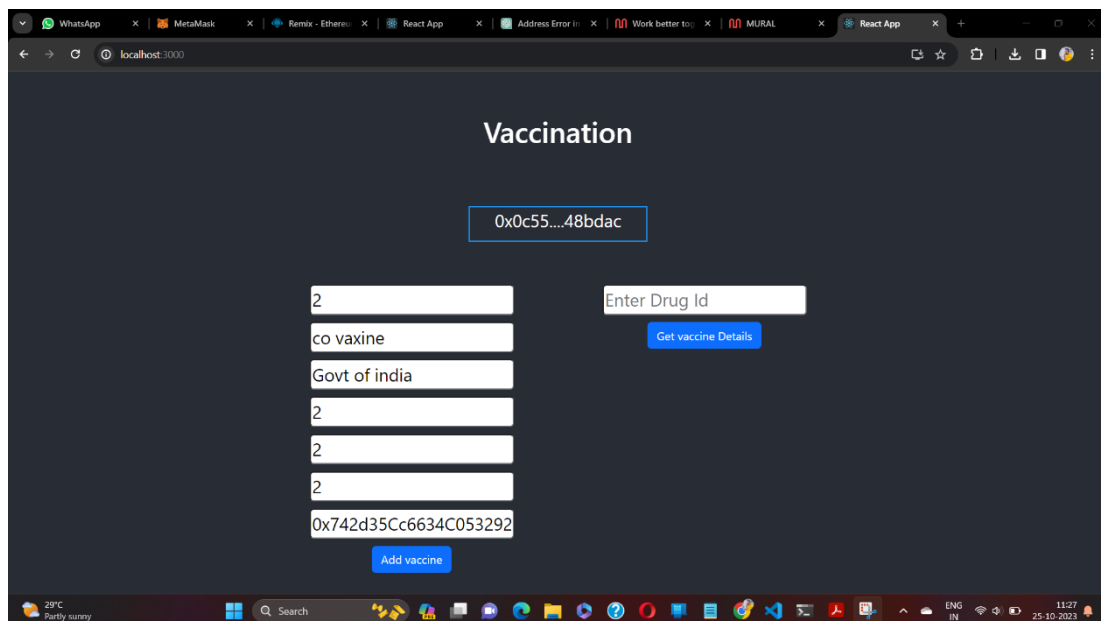 WhatsApp
MetaMask
Remix - Ethereu
React App
Address Error in
Work better tog
MURAL
React App
localhost:3000
Vaccination
0x0c55....48bdac
2
co vaxine
Govt of india
2
2
2
0x742d35Cc6634C053292
Add vaccine
Enter Drug Id
Get vaccine Details
29°C
Partly sunny
Search
ENG
IN
11:27
25-10-2023